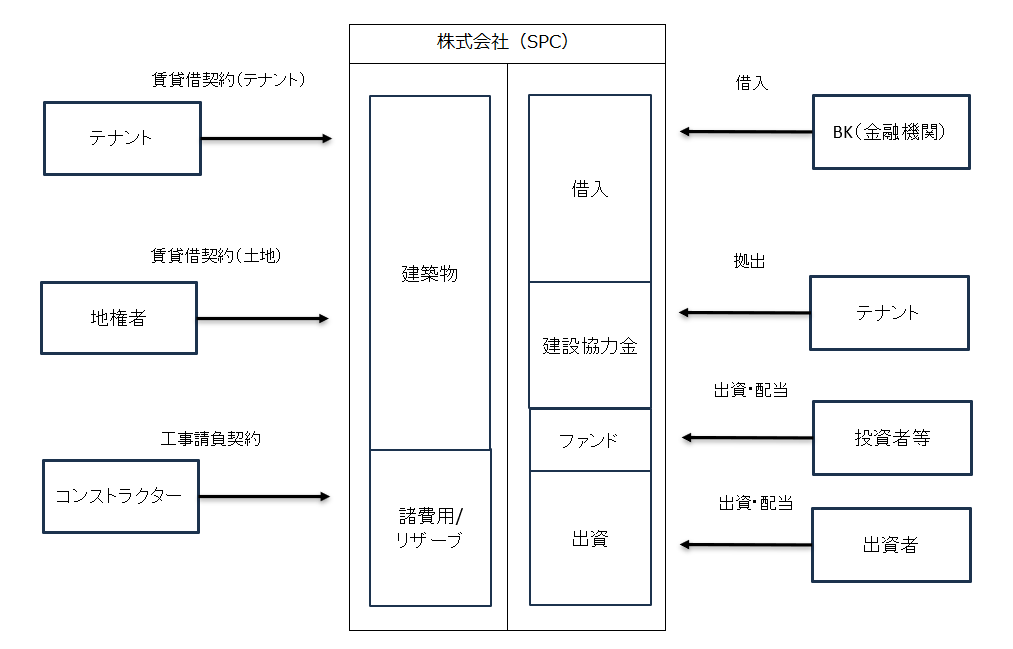 株式会社（SPC）
賃貸借契約（テナント）
テナント
賃貸借契約（土地）
地権者
工事請負契約
コンストラクター
建築物
諸費用/
リザーブ
借入
建設協力金
ファンド
出資
借入
BK（金融機関）
拠出
テナント
出資・配当
投資者等
出資・配当
出資者